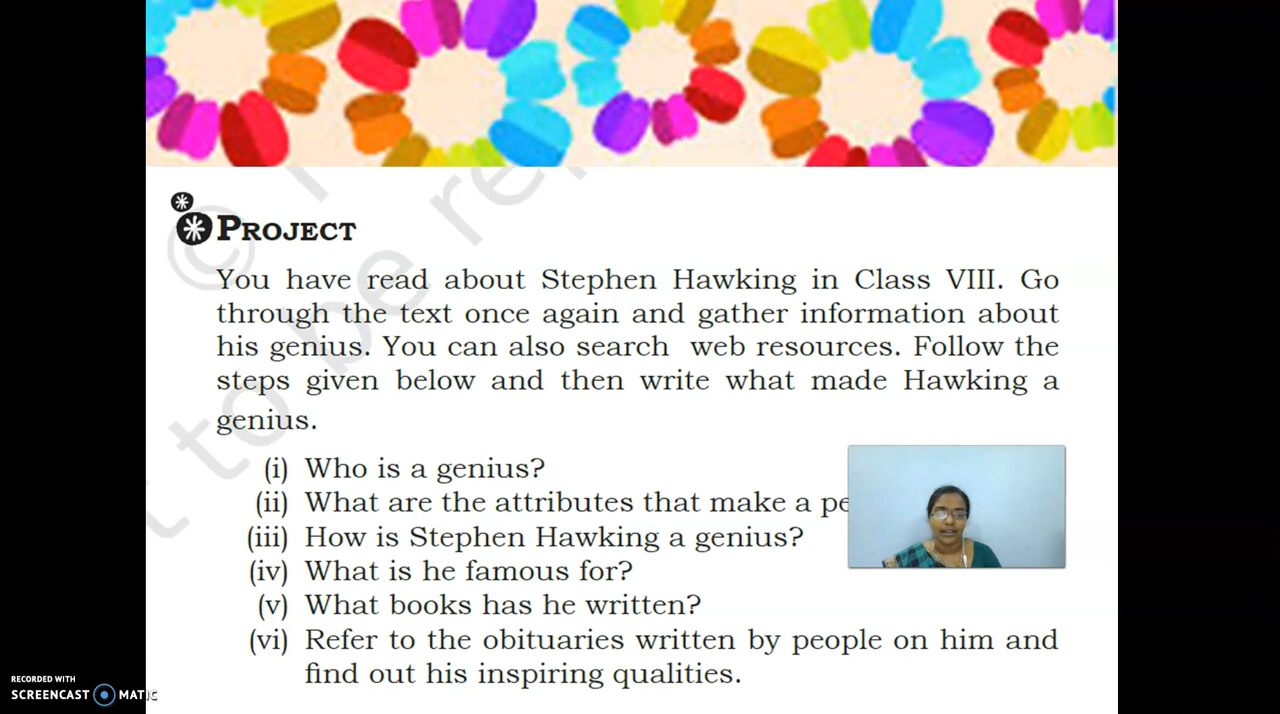 PROJECT
You have read about Stephen Hawking in Class VIII. Go
through the text once again and gather information about
his genius. You can also search web resources. Follow the
steps given below and then write what made Hawking a
genius.
(i) Who is a genius?
(ii) What are the attributes that make a pe
(iii) How is Stephen Hawking a genius?
(iv) What is he famous for?
(v) What books has he written?
(vi) Refer to the obituaries written by people on him and
find out his inspiring qualities.
RECORDED WITH
SCREENCAST MATIC